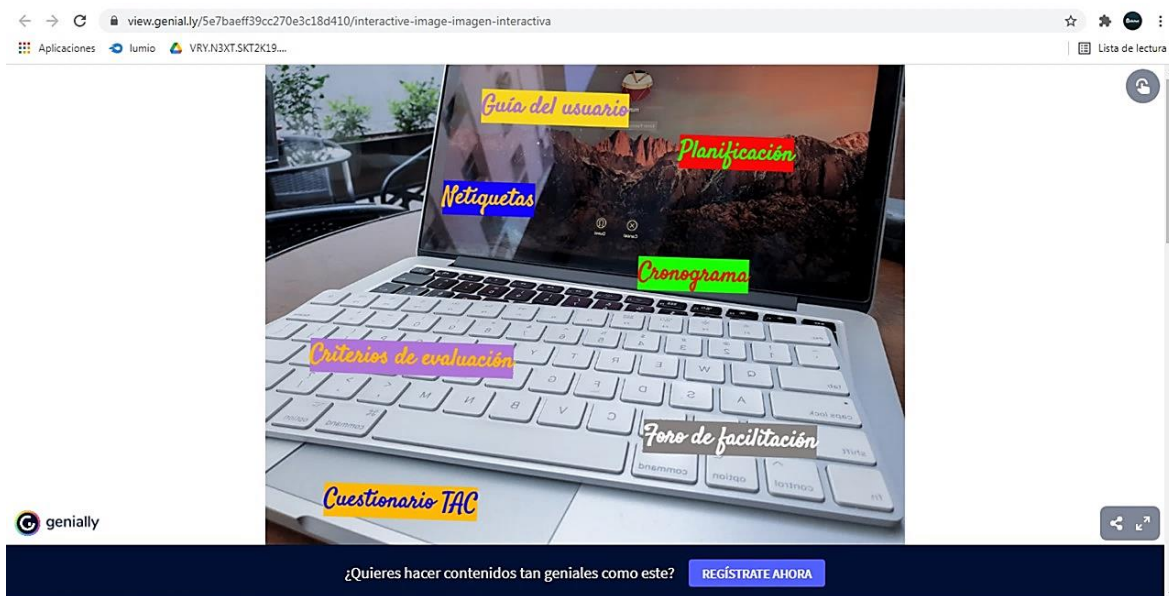 view.genial.ly/5e7baeff39cc270e3c18d410/interactive-image-imagen-interactiva
Aplicaciones lumio VRY.N3XT.SKT2K19.... Lista de lectura
Guía del usuario
Planificación
Netiquetas
Cronograma
Criterios de evaluación
Foro de facilitación
Cuestionario TAC
genially
¿Quieres hacer contenidos tan geniales como este? REGÍSTRATE AHORA